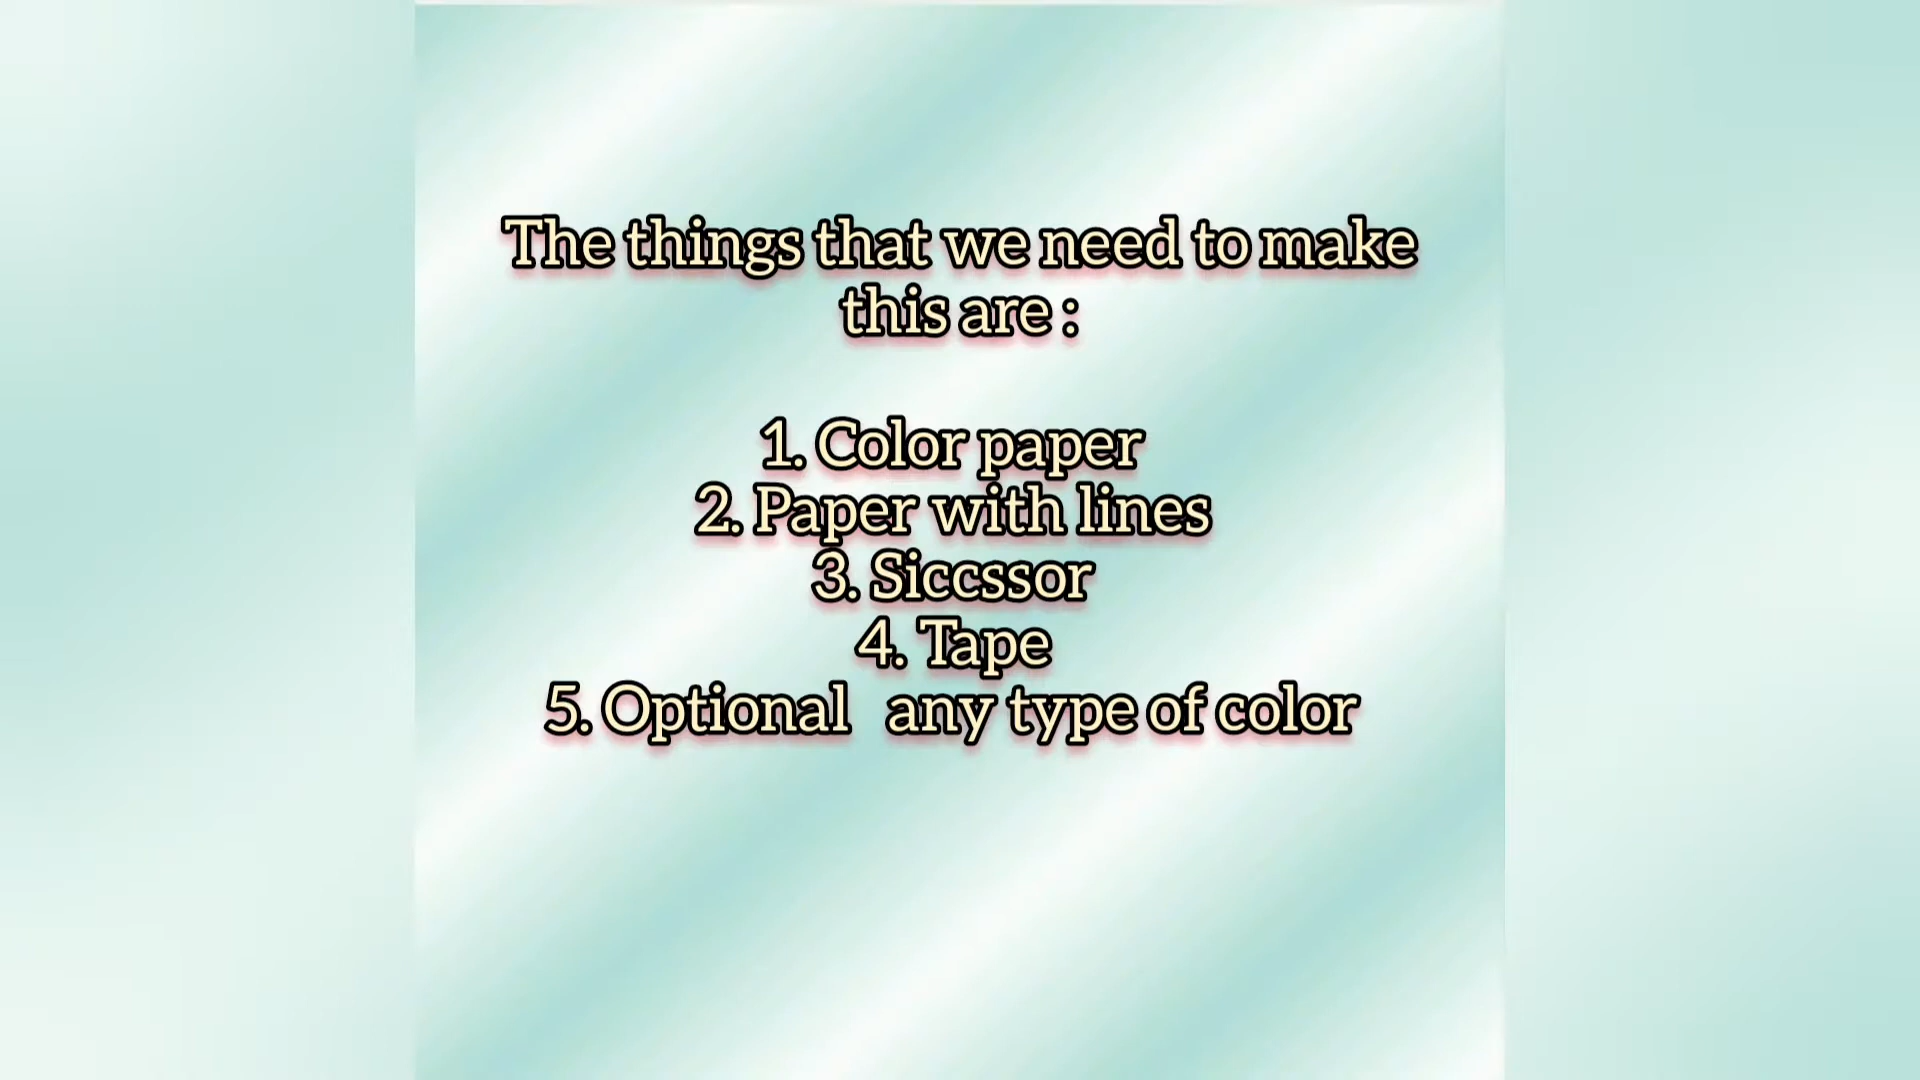 The things that we need to make
this are :
1. Color paper
2. Paper with lines
3. Siccssor
4. Tape
5. Optional any type of color